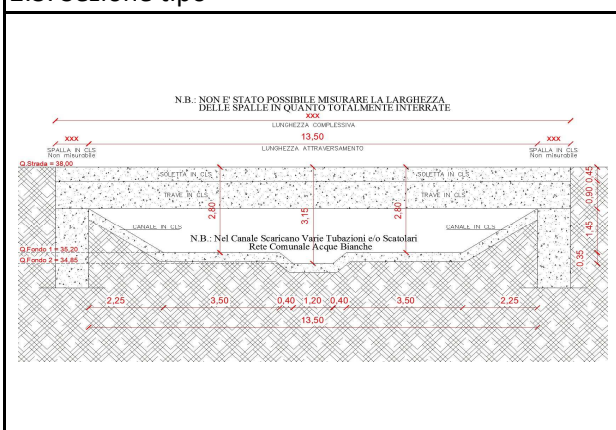 N.B.: NON E' STATO POSSIBILE MISURARE LA LARGHEZZA
DELLE SPALLE IN QUANTO TOTALMENTE INTERRATE
xxx
LUNGHEZZA COMPLESSIVA
xxx
13,50
xxx
SPALLA IN CLS
Non misurabile
LUNGHEZZA ATTRAVERSAMENTO
SPALLA IN CLS
Non misurabile
Q.Strada = 38,00
SOLETTA IN CLS
SOLETTA IN CLS
0,45
TRAVE IN CLS
TRAVE IN CLS
0,90
2,80
3,15
2,80
CANALE IN CLS
CANALE IN CLS
1,45
N.B.: Nel Canale Scaricano Varie Tubazioni e/o Scatolari
Rete Comunale Acque Bianche
Q.Fondo 1 = 35,20
Q.Fondo 2 = 34,85
0,35
2,25
3,50
0,40
1,20
0,40
3,50
2,25
13,50